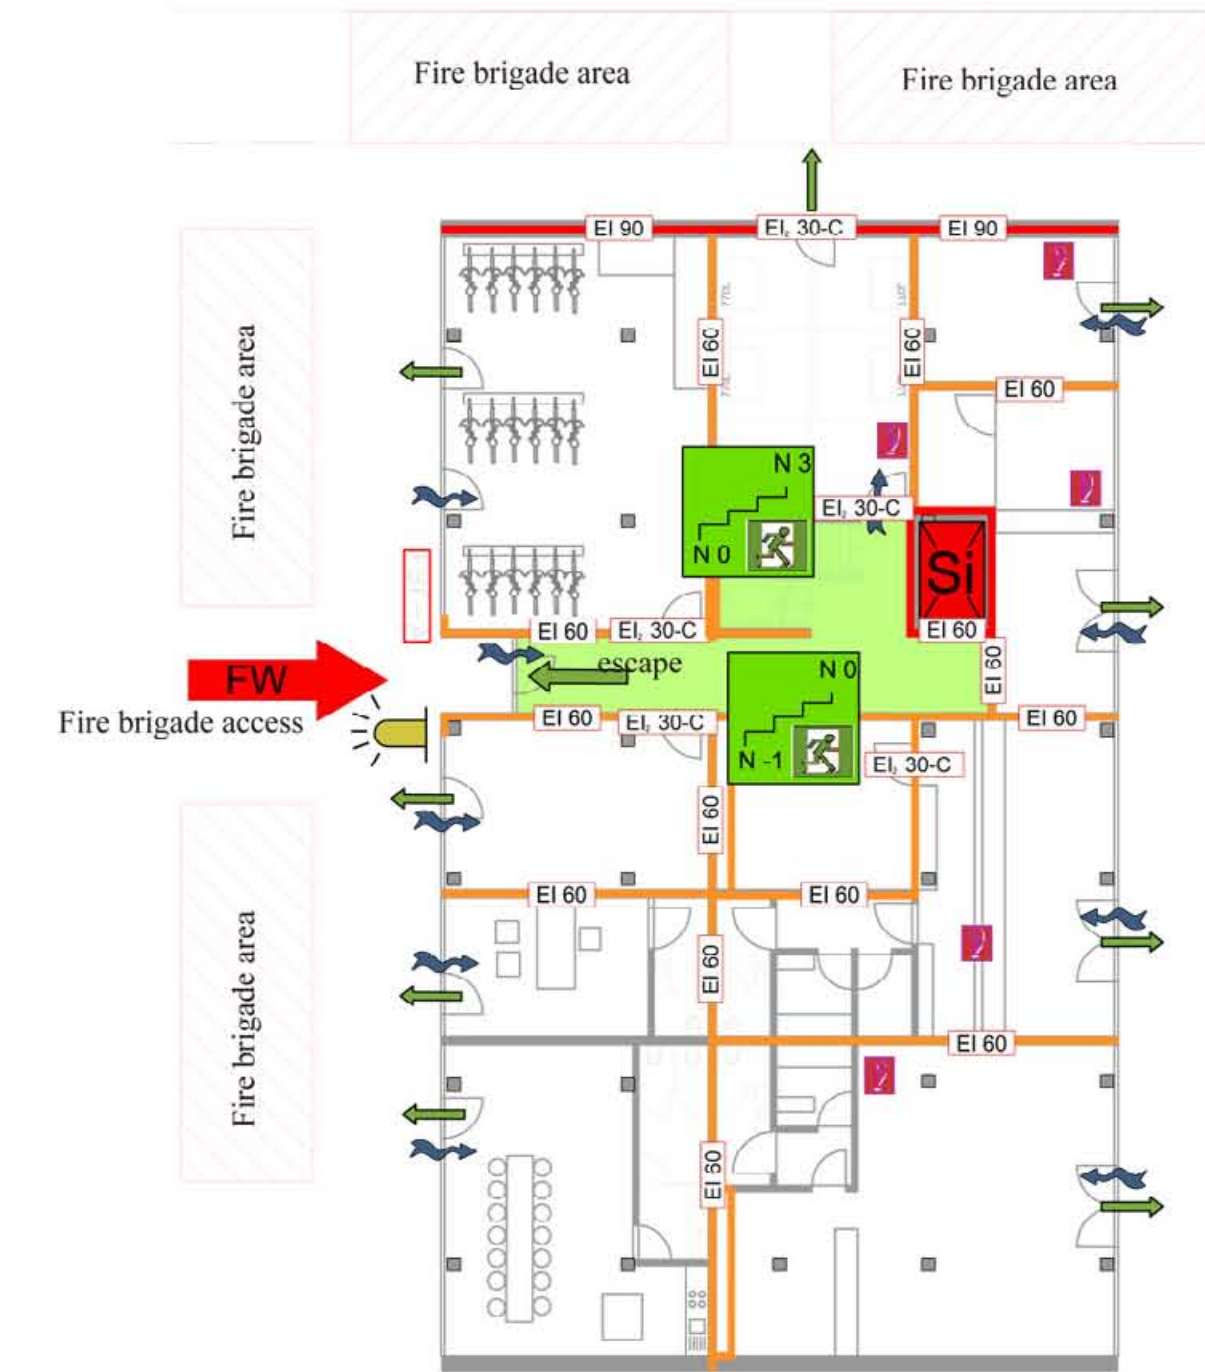 Fire brigade area
Fire brigade area
EI 90
EI₂ 30-C
EI 90
Fire brigade area
EI 60
EI 60
EI 60
N 3
N 0
EI₂ 30-C
Si
EI 60
EI 60
EI₂ 30-C
escape
EI 60
FW
Fire brigade access
N 0
N -1
EI 60
EI₂ 30-C
EI 60
EI₂ 30-C
EI 60
EI 60
EI 60
Fire brigade area
EI 60
EI 60
EI 60